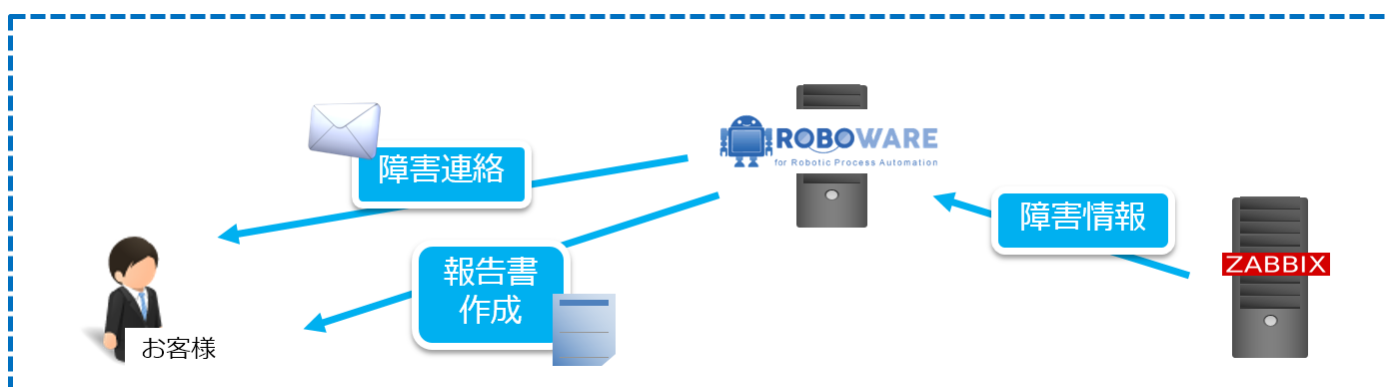 ROBOWARE
for Robotic Process Automation
障害連絡
障害情報
報告書
作成
ZABBIX
お客様